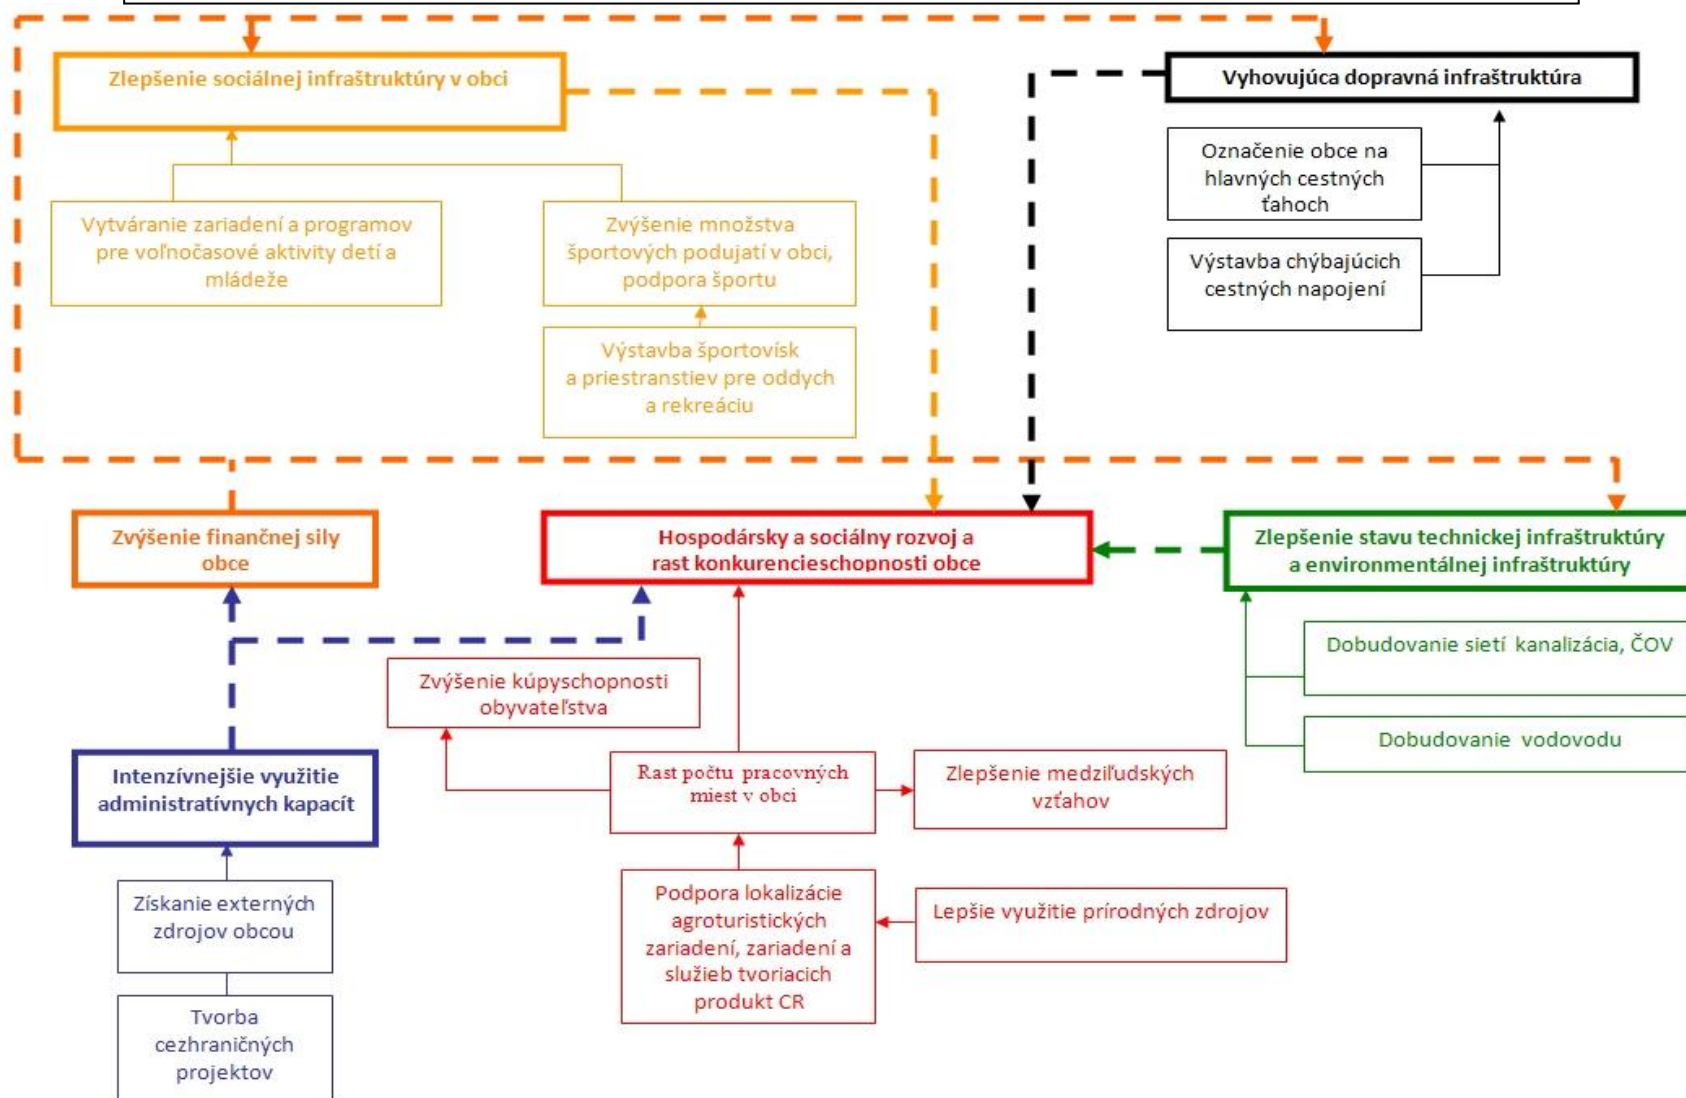 Zlepšenie sociálnej infraštruktúry v obci
Vyhovujúca dopravná infraštruktúra
Označenie obce na
hlavných cestných
ťahoch
Vytváranie zariadení a programov
pre voľnočasové aktivity detí a
mládeže
Zvýšenie množstva
športových podujatí v obci,
podpora športu
Výstavba chýbajúcich
cestných napojení
Výstavba športovísk
a priestranstiev pre oddych
a rekreáciu
Zvýšenie finančnej sily
obce
Hospodársky a sociálny rozvoj a
rast konkurencieschopnosti obce
Zlepšenie stavu technickej infraštruktúry
a environmentálnej infraštruktúry
Dobudovanie sietí kanalizácia, ČOV
Zvýšenie kúpyschopnosti
obyvateľstva
Dobudovanie vodovodu
Intenzívnejšie využitie
administratívnych kapacít
Rast počtu pracovných
miest v obci
Zlepšenie medziľudských
vzťahov
Získanie externých
zdrojov obcou
Podpora lokalizácie
agroturistických
zariadení, zariadení a
služieb tvoriacich
produkt CR
Lepšie využitie prírodných zdrojov
Tvorba
cezhraničných
projektov